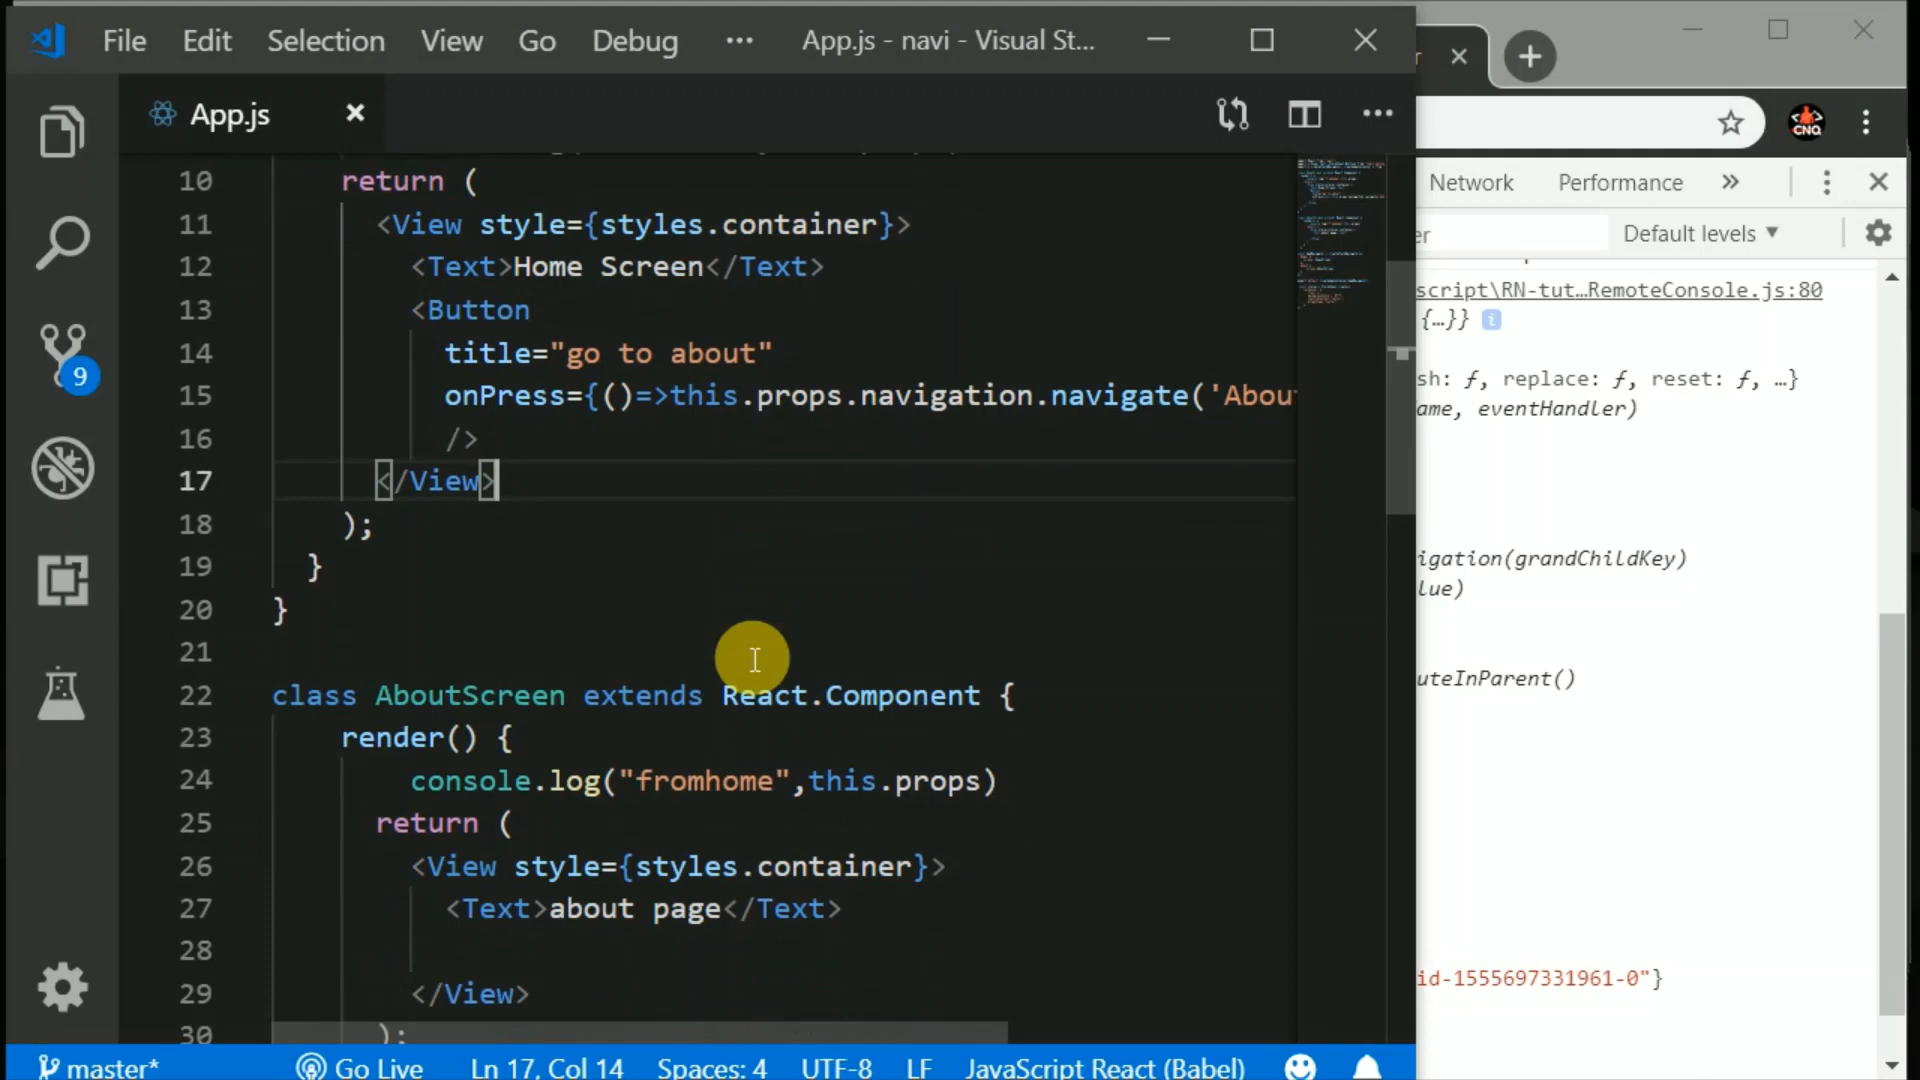 File Edit Selection View Go Debug ··· App.js - navi - Visual St...
App.js
10 return (
11 <View style={styles.container}>
12 <Text>Home Screen</Text>
13 <Button
14 title="go to about"
15 onPress={()=>this.props.navigation.navigate('Abou
16 />
17 </View>
18 );
19 }
20 }
21
22 class AboutScreen extends React.Component {
23 render() {
24 console.log("fromhome",this.props)
25 return (
26 <View style={styles.container}>
27 <Text>about page</Text>
28
29 </View>
30 );
9
master* Go Live Ln 17, Col 14 Spaces: 4 UTF-8 LF JavaScript React (Babel)
CNQ
Network Performance »
er Default levels ▼
script\RN-tut…RemoteConsole.js:80
{…}} i
sh: ƒ, replace: ƒ, reset: ƒ, …}
ame, eventHandler)
igation(grandChildKey)
lue)
uteInParent()
id-1555697331961-0"}